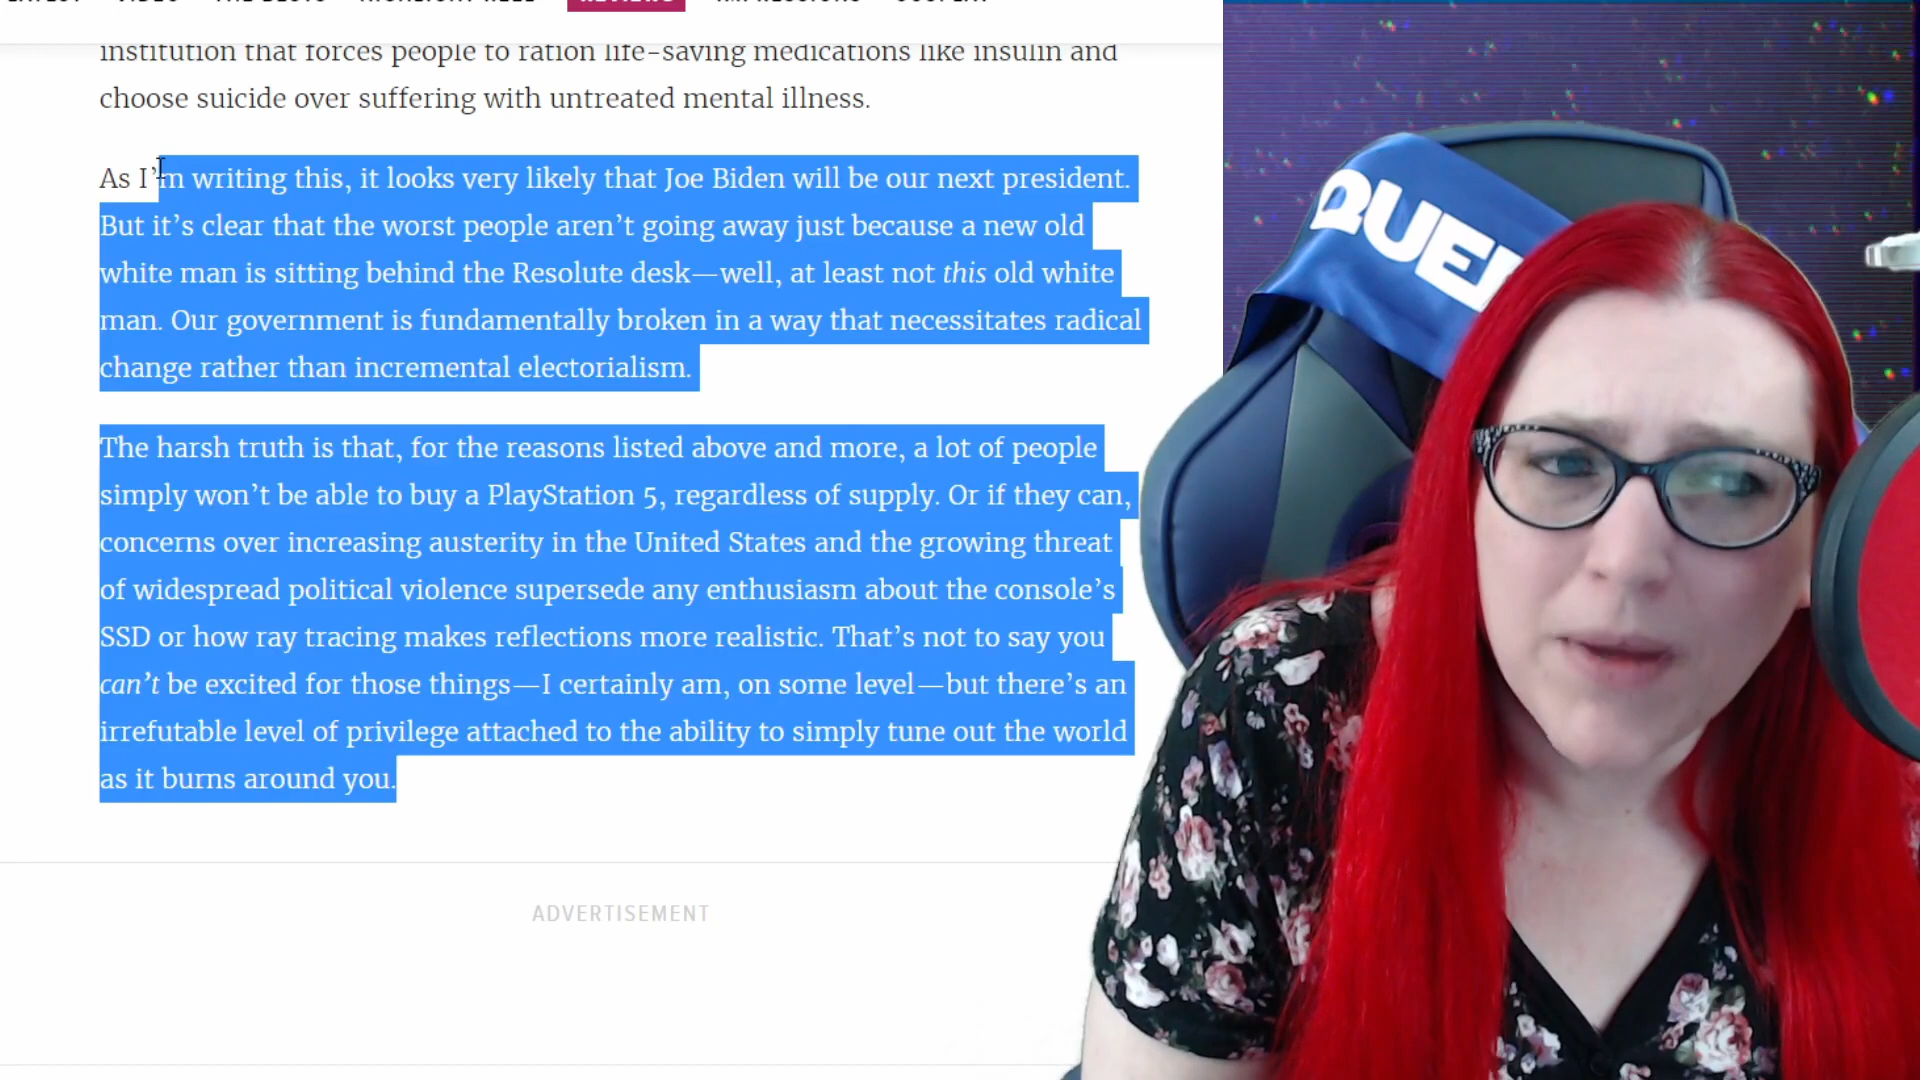 institution that forces people to ration life-saving medications like insulin and
choose suicide over suffering with untreated mental illness.
As I’m writing this, it looks very likely that Joe Biden will be our next president.
But it’s clear that the worst people aren’t going away just because a new old
white man is sitting behind the Resolute desk—well, at least not this old white
man. Our government is fundamentally broken in a way that necessitates radical
change rather than incremental electorialism.
The harsh truth is that, for the reasons listed above and more, a lot of people
simply won’t be able to buy a PlayStation 5, regardless of supply. Or if they can,
concerns over increasing austerity in the United States and the growing threat
of widespread political violence supersede any enthusiasm about the console’s
SSD or how ray tracing makes reflections more realistic. That’s not to say you
can’t be excited for those things—I certainly am, on some level—but there’s an
irrefutable level of privilege attached to the ability to simply tune out the world
as it burns around you.
ADVERTISEMENT